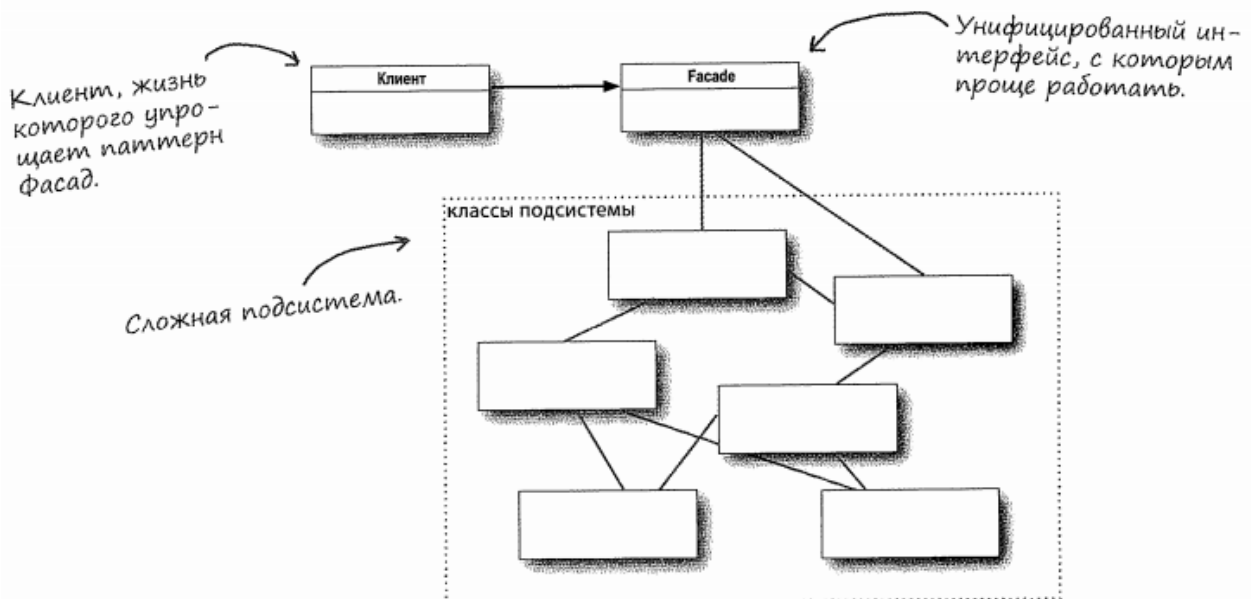 Клиент, жизнь
которого упро-
щает паттерн
Фасад.
Клиент
Facade
Унифицированный ин-
терфейс, с которым
проще работать.
классы подсистемы
Сложная подсистема.